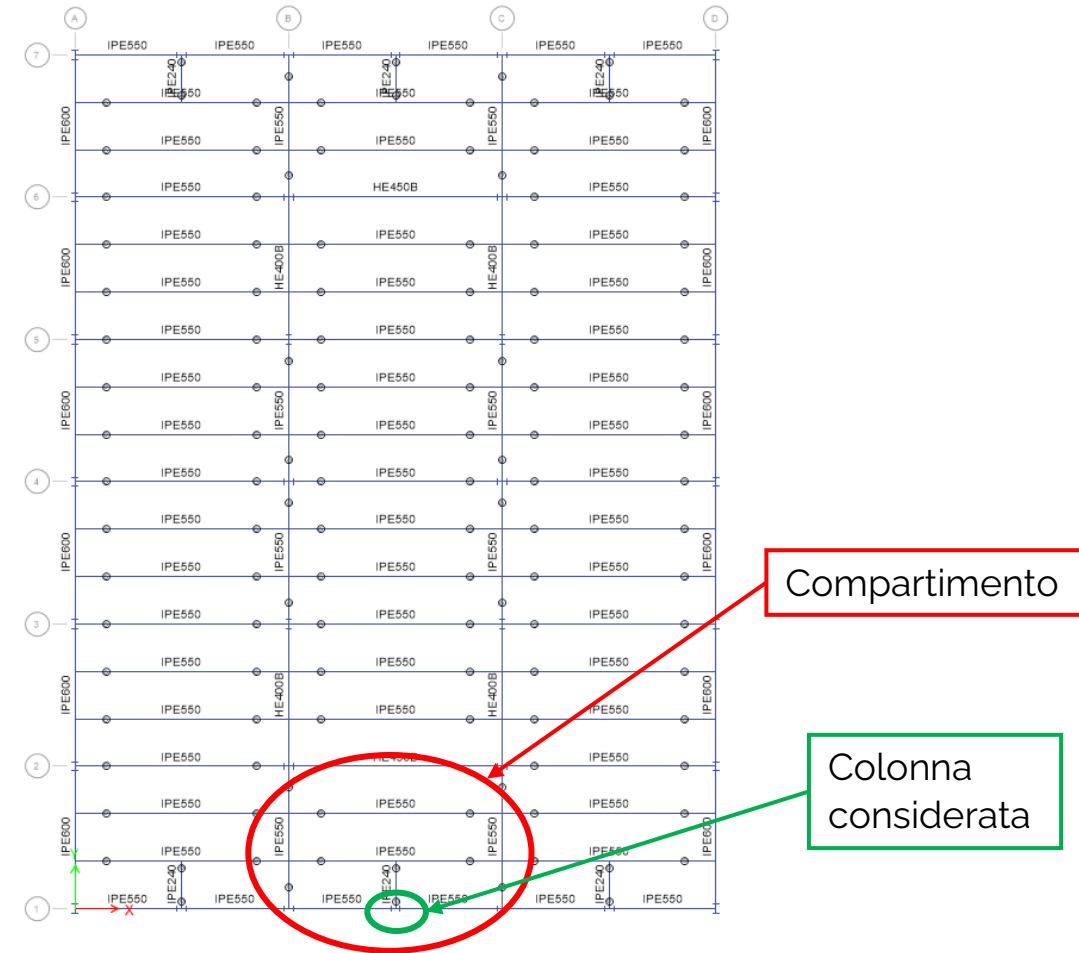 A B C D
7 IPE550 IPE550 IPE550 IPE550 IPE550 IPE550
IPE240 IPE240 IPE240
IPE550 IPE550 IPE550
IPE600 IPE550 IPE550 IPE600
IPE550 IPE550 IPE550
6 IPE550 HE450B IPE550
IPE550 IPE550 IPE550
IPE600 HE400B HE400B IPE600
IPE550 IPE550 IPE550
5 IPE550 IPE550 IPE550
IPE550 IPE550 IPE550
IPE600 IPE550 IPE550 IPE600
IPE550 IPE550 IPE550
4 IPE550 IPE550 IPE550
IPE550 IPE550 IPE550
IPE600 IPE550 IPE550 IPE600
IPE550 IPE550 IPE550
Compartimento
3 IPE550 IPE550 IPE550
IPE550 IPE550 IPE550
IPE600 HE400B HE400B IPE600
IPE550 IPE550 IPE550
2 IPE550 HE450B IPE550
Colonna
considerata
IPE550 IPE550 IPE550
IPE600 IPE550 IPE550 IPE600
IPE550 IPE550 IPE550
Y
IPE240 IPE240 IPE240
1 IPE550 IPE550 IPE550 IPE550 IPE550 IPE550
X